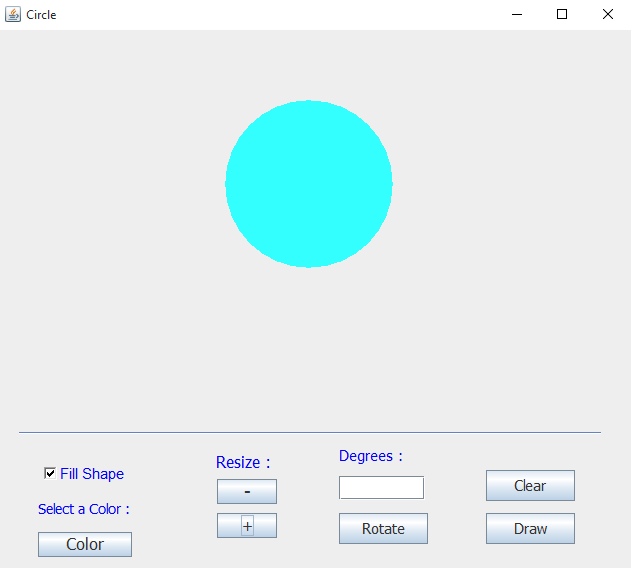 Circle
Fill Shape
Select a Color :
Color
Resize :
-
+
Degrees :
Rotate
Clear
Draw